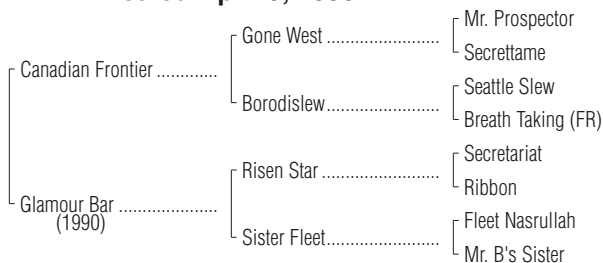 Mr. Prospector
Gone West ........................
Secrettame
Canadian Frontier .............
Seattle Slew
Borodislew ........................
Breath Taking (FR)
Secretariat
Risen Star ........................
Ribbon
Glamour Bar .....................
(1990)
Fleet Nasrullah
Sister Fleet ........................
Mr. B's Sister